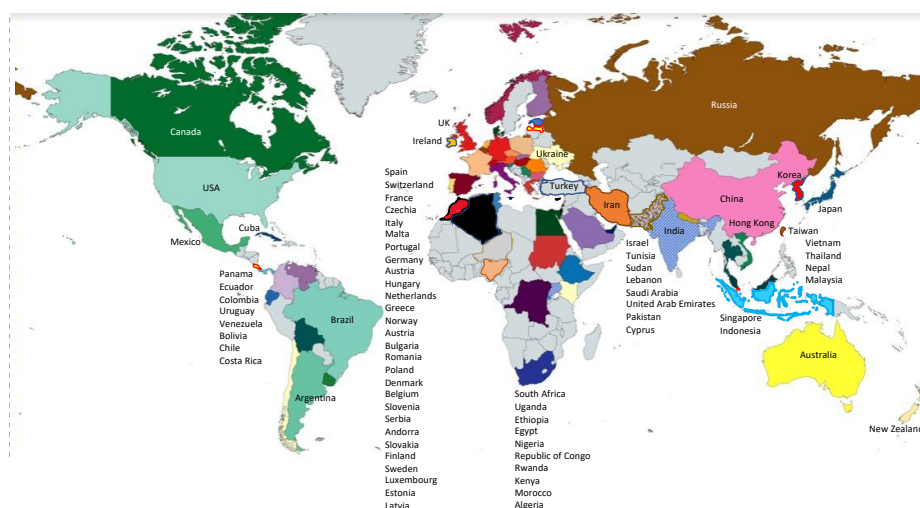 Canada
USA
Mexico
Cuba
Panama
Ecuador
Colombia
Uruguay
Venezuela
Bolivia
Chile
Costa Rica
Brazil
Argentina
UK
Ireland
Spain
Switzerland
France
Czechia
Italy
Malta
Portugal
Germany
Austria
Hungary
Netherlands
Greece
Norway
Austria
Bulgaria
Romania
Poland
Denmark
Belgium
Slovenia
Serbia
Andorra
Slovakia
Finland
Sweden
Luxembourg
Estonia
Latvia
Ukraine
Turkey
Russia
Iran
India
China
Korea
Japan
Hong Kong
Taiwan
Israel
Tunisia
Sudan
Lebanon
Saudi Arabia
United Arab Emirates
Pakistan
Cyprus
Vietnam
Thailand
Nepal
Malaysia
Singapore
Indonesia
South Africa
Uganda
Ethiopia
Egypt
Nigeria
Republic of Congo
Rwanda
Kenya
Morocco
Algeria
Australia
New Zealand